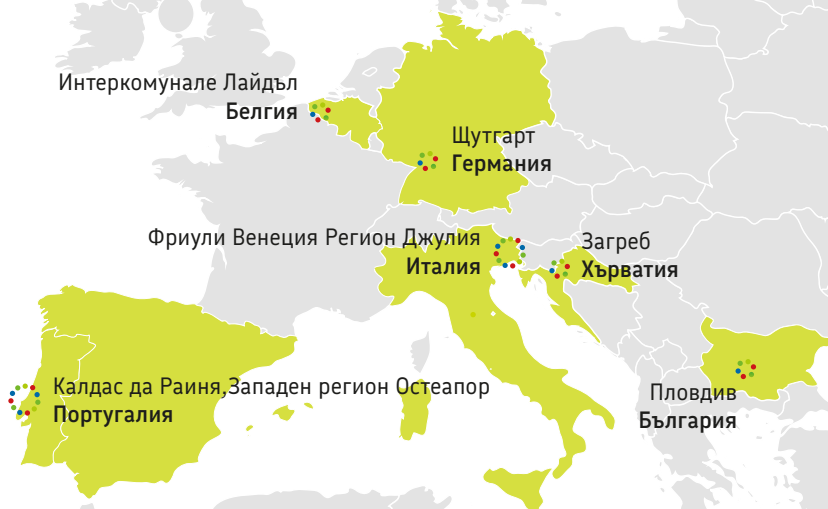 Интеркомунале Лайдъл
Белгия
Щутгарт
Германия
Фриули Венеция Регион Джулия
Италия
Загреб
Хърватия
Калдас да Раиня,Западен регион Остеапор
Португалия
Пловдив
България